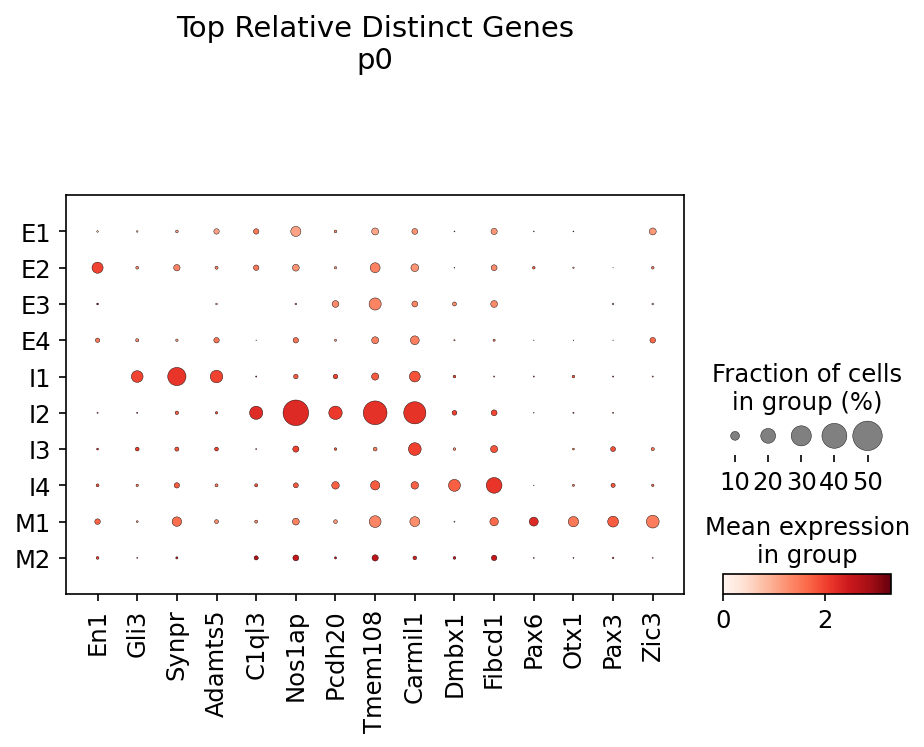 Top Relative Distinct Genes
p0
E1
E2
E3
E4
I1
I2
I3
I4
M1
M2
En1
Gli3
Synpr
Adamts5
C1ql3
Nos1ap
Pcdh20
Tmem108
Carmil1
Dmbx1
Fibcd1
Pax6
Otx1
Pax3
Zic3
Fraction of cells
in group (%)
10 20 30 40 50
Mean expression
in group
0 2